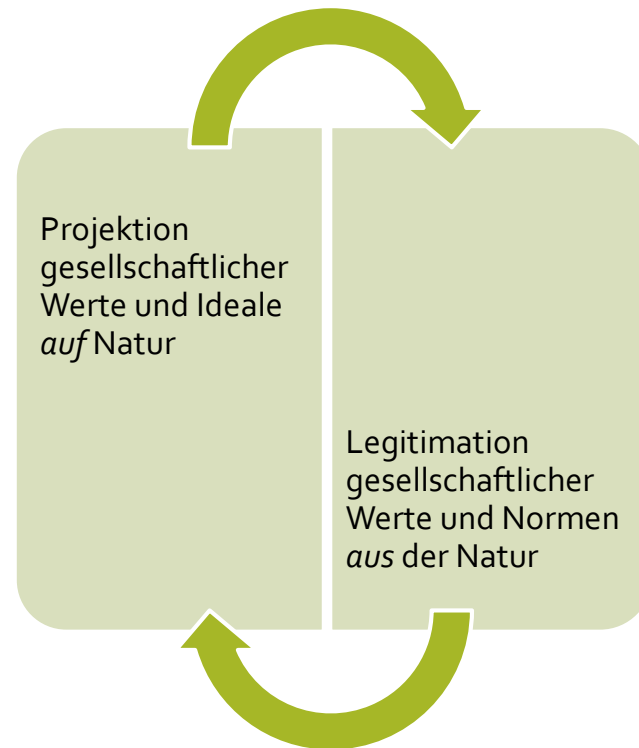 Projektion
gesellschaftlicher
Werte und Ideale
auf Natur
Legitimation
gesellschaftlicher
Werte und Normen
aus der Natur